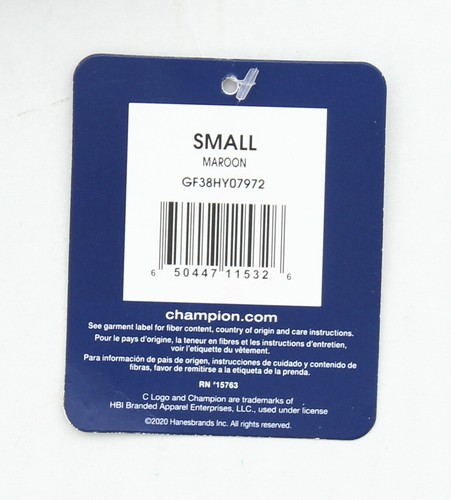 SMALL
MAROON
GF38HY07972
6 50447 11532 6
champion.com
See garment label for fiber content, country of origin and care instructions.
Pour le pays d'origine, la teneur en fibres et les instructions d'entretien,
voir l'etiquette du vêtement.
Para información de pais de origen, instrucciones de cuidado y contenido de
fibras, favor de remitirse a la etiqueta de la prenda.
RN #15763
C Logo and Champion are trademarks of
HBI Branded Apparel Enterprises, LLC., used under license
©2020 Hanesbrands Inc. All rights reserved.